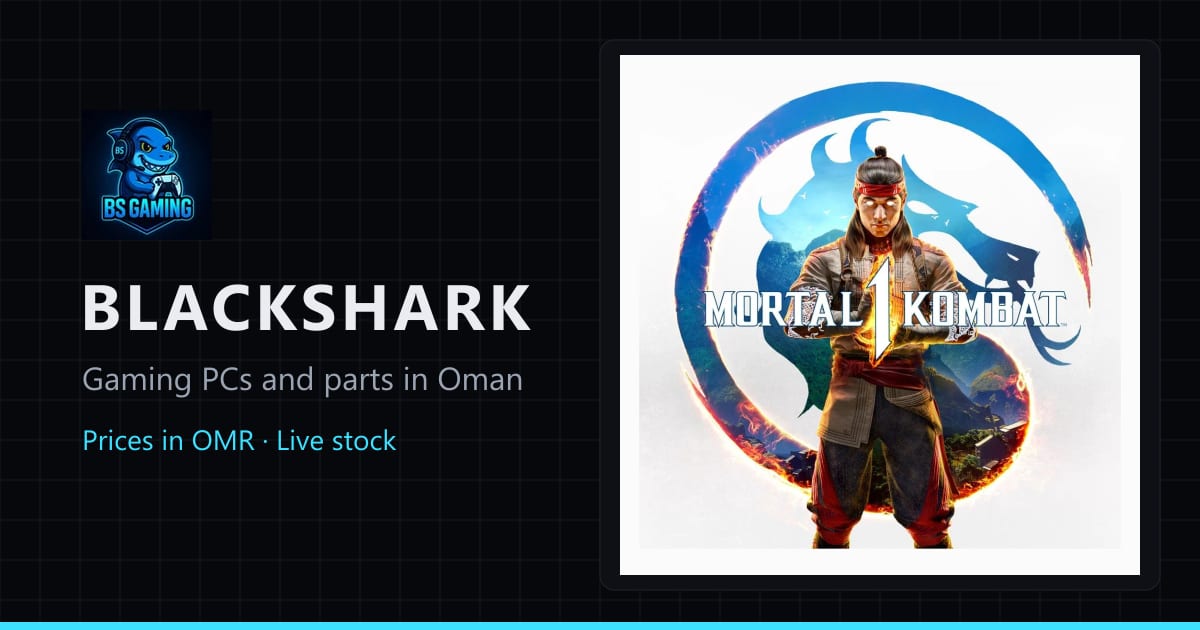 BS
BS GAMING
BLACKSHARK
Gaming PCs and parts in Oman
Prices in OMR · Live stock
MORTAL 1 KOMBAT